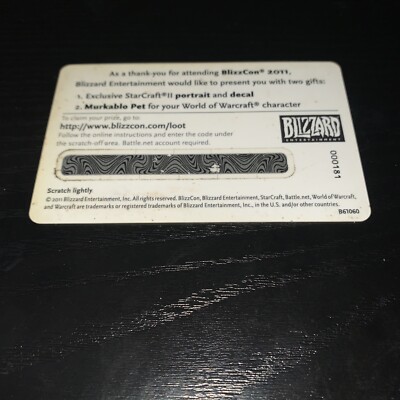 As a thank-you for attending BlizzCon® 2011,
Blizzard Entertainment would like to present you with two gifts:
1. Exclusive StarCraft®II portrait and decal
2. Murkablo Pet for your World of Warcraft® character
To claim your prize, go to:
http://www.blizzcon.com/loot
Follow the online instructions and enter the code under
the scratch-off area. Battle.net account required.
BLIZZARD
ENTERTAINMENT
000181
Scratch lightly.
© 2011 Blizzard Entertainment, Inc. All rights reserved. BlizzCon, Blizzard Entertainment, StarCraft, Battle.net, World of Warcraft,
and Warcraft are trademarks or registered trademarks of Blizzard Entertainment, Inc., in the U.S. and/or other countries.
B61060